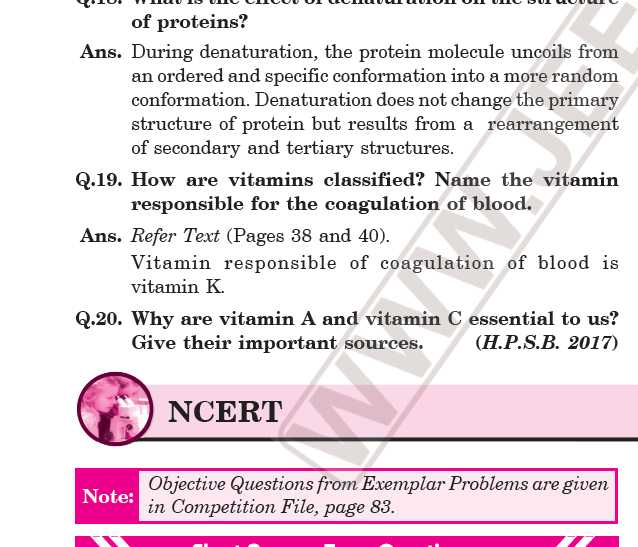 Q.18. What is the effect of denaturation on the structure
of proteins?
Ans. During denaturation, the protein molecule uncoils from
an ordered and specific conformation into a more random
conformation. Denaturation does not change the primary
structure of protein but results from a rearrangement
of secondary and tertiary structures.
Q.19. How are vitamins classified? Name the vitamin
responsible for the coagulation of blood.
Ans. Refer Text (Pages 38 and 40).
Vitamin responsible of coagulation of blood is
vitamin K.
Q.20. Why are vitamin A and vitamin C essential to us?
Give their important sources. (H.P.S.B. 2017)
NCERT
Note: Objective Questions from Exemplar Problems are given
in Competition File, page 83.
WWW.JEE